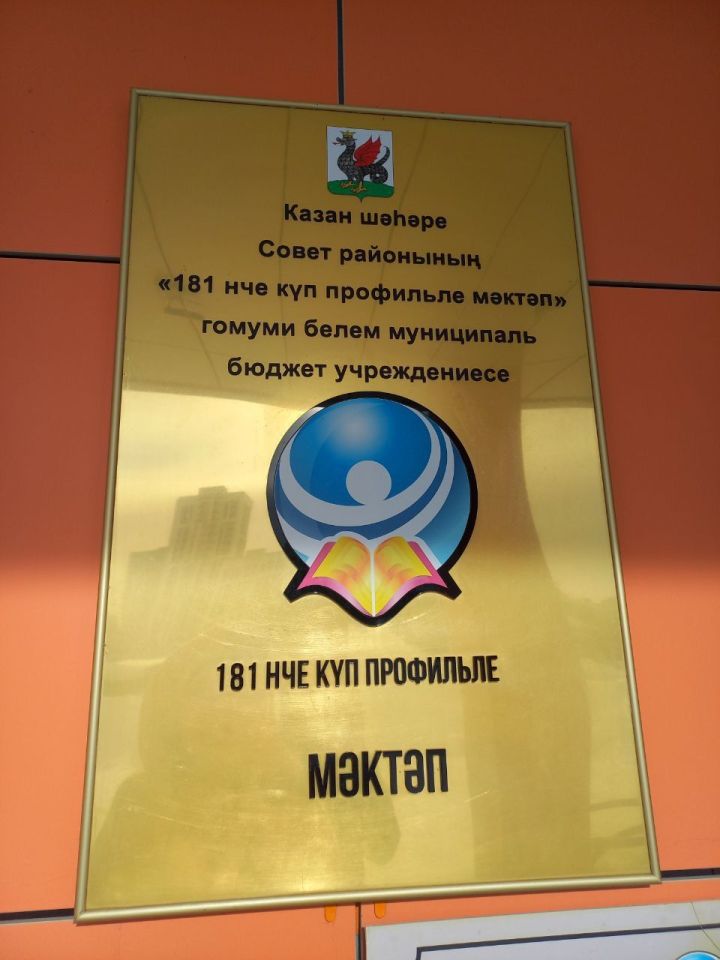 Казан шәһәре
Совет районының
«181 нче күп профильле мәктәп»
гомуми белем муниципаль
бюджет учреждениесе
181 НЧЕ КҮП ПРОФИЛЬЛЕ
МӘКТӘП